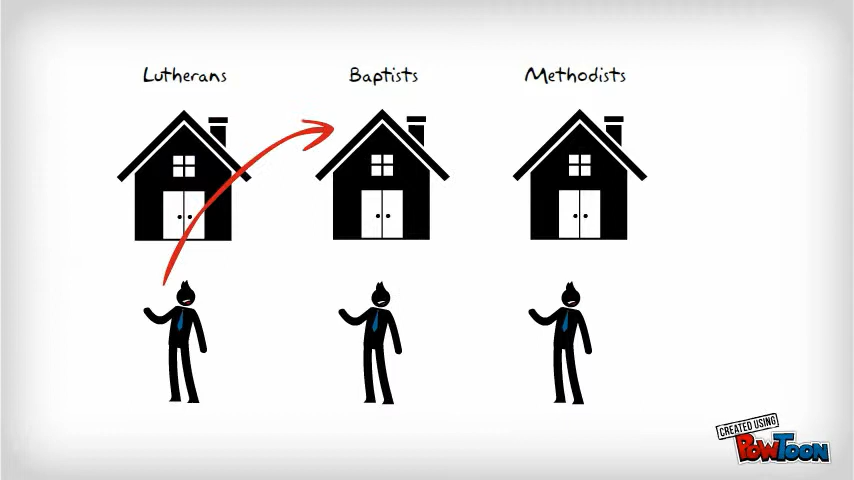 Lutherans
Baptists
Methodists
CREATED USING
POWTOON